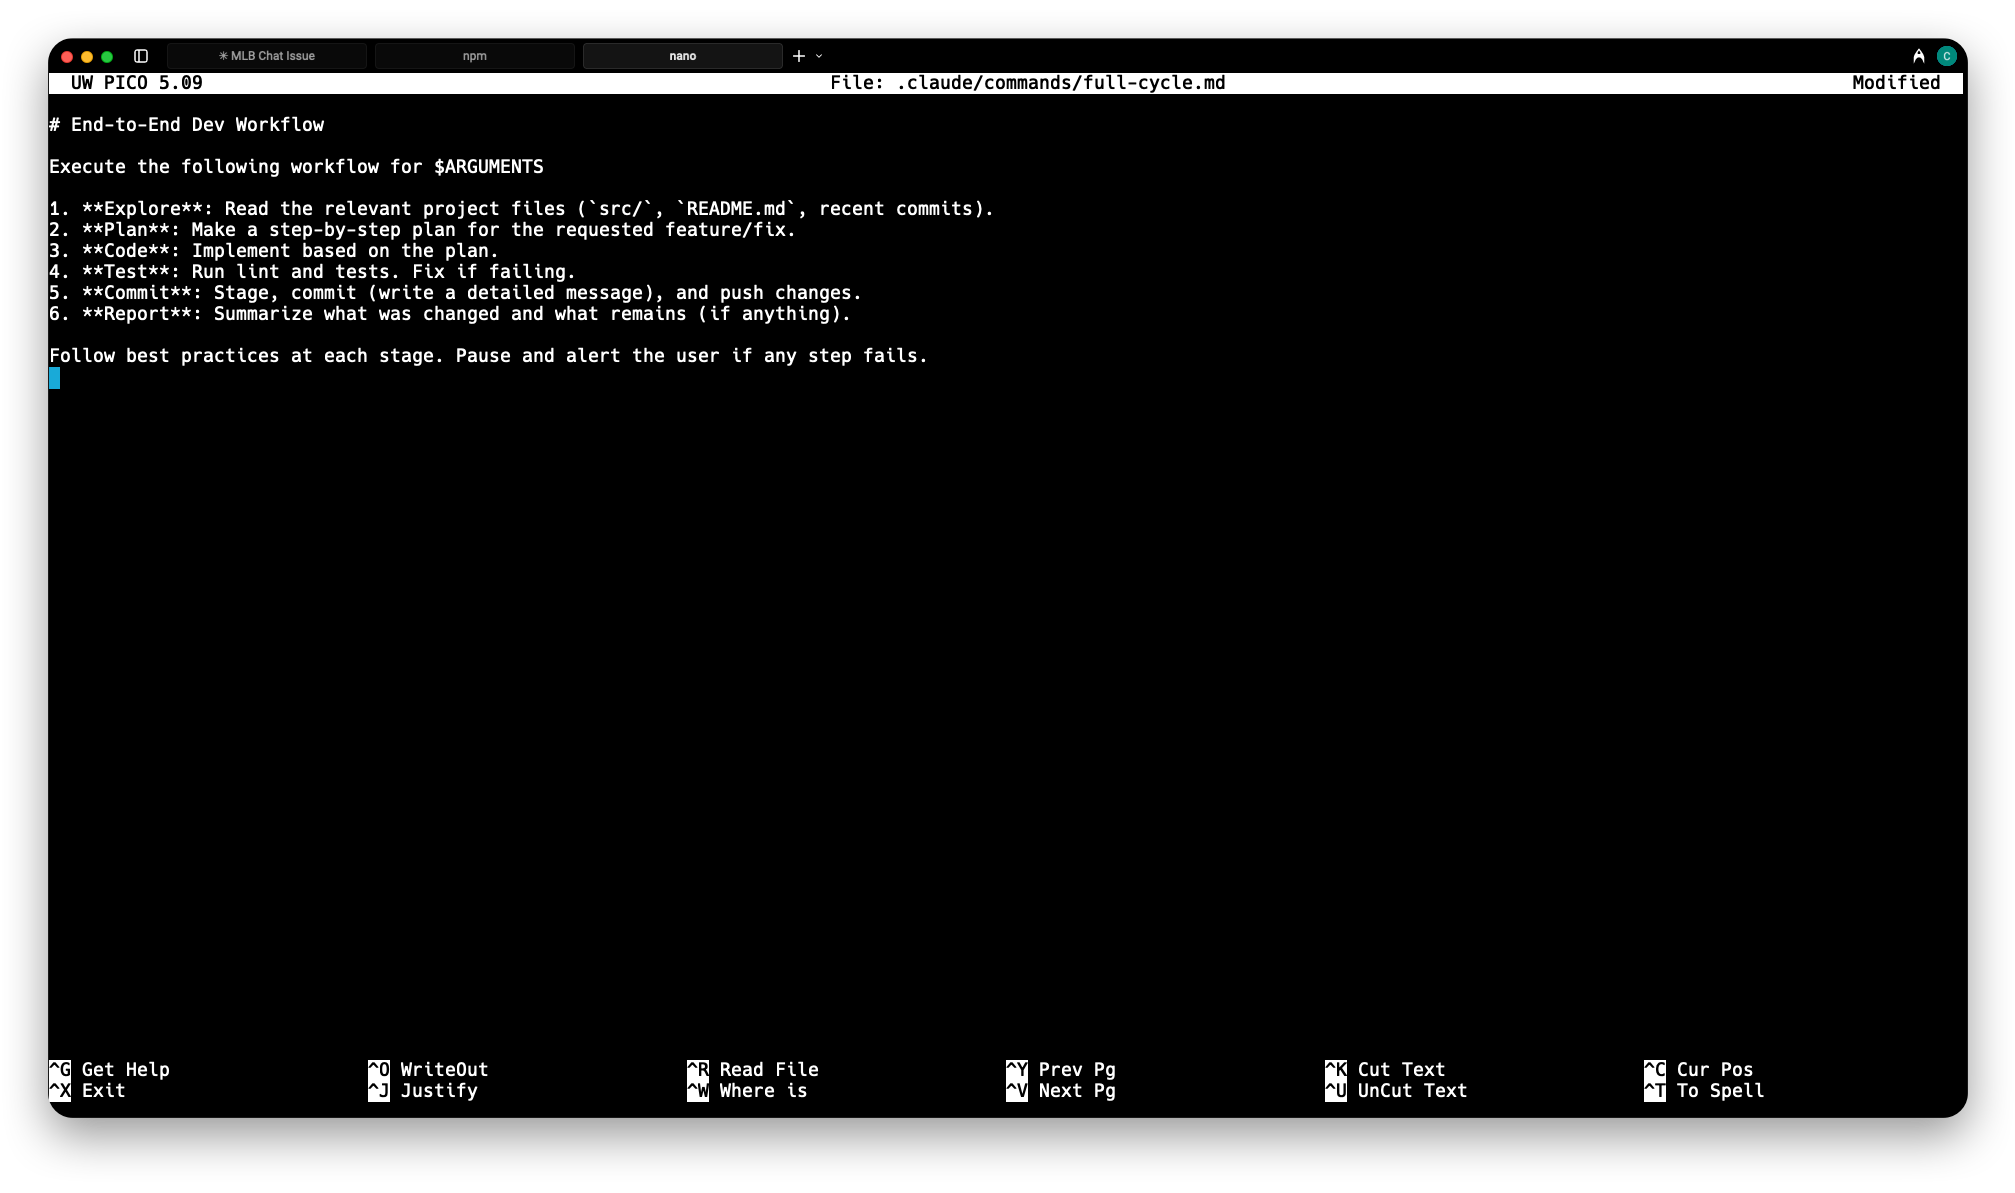 ✳ MLB Chat Issue npm nano
C
UW PICO 5.09 File: .claude/commands/full-cycle.md Modified
# End-to-End Dev Workflow
Execute the following workflow for $ARGUMENTS
1. **Explore**: Read the relevant project files (`src/`, `README.md`, recent commits).
2. **Plan**: Make a step-by-step plan for the requested feature/fix.
3. **Code**: Implement based on the plan.
4. **Test**: Run lint and tests. Fix if failing.
5. **Commit**: Stage, commit (write a detailed message), and push changes.
6. **Report**: Summarize what was changed and what remains (if anything).
Follow best practices at each stage. Pause and alert the user if any step fails.
^G Get Help ^O WriteOut ^R Read File ^Y Prev Pg ^K Cut Text ^C Cur Pos
^X Exit ^J Justify ^W Where is ^V Next Pg ^U UnCut Text ^T To Spell